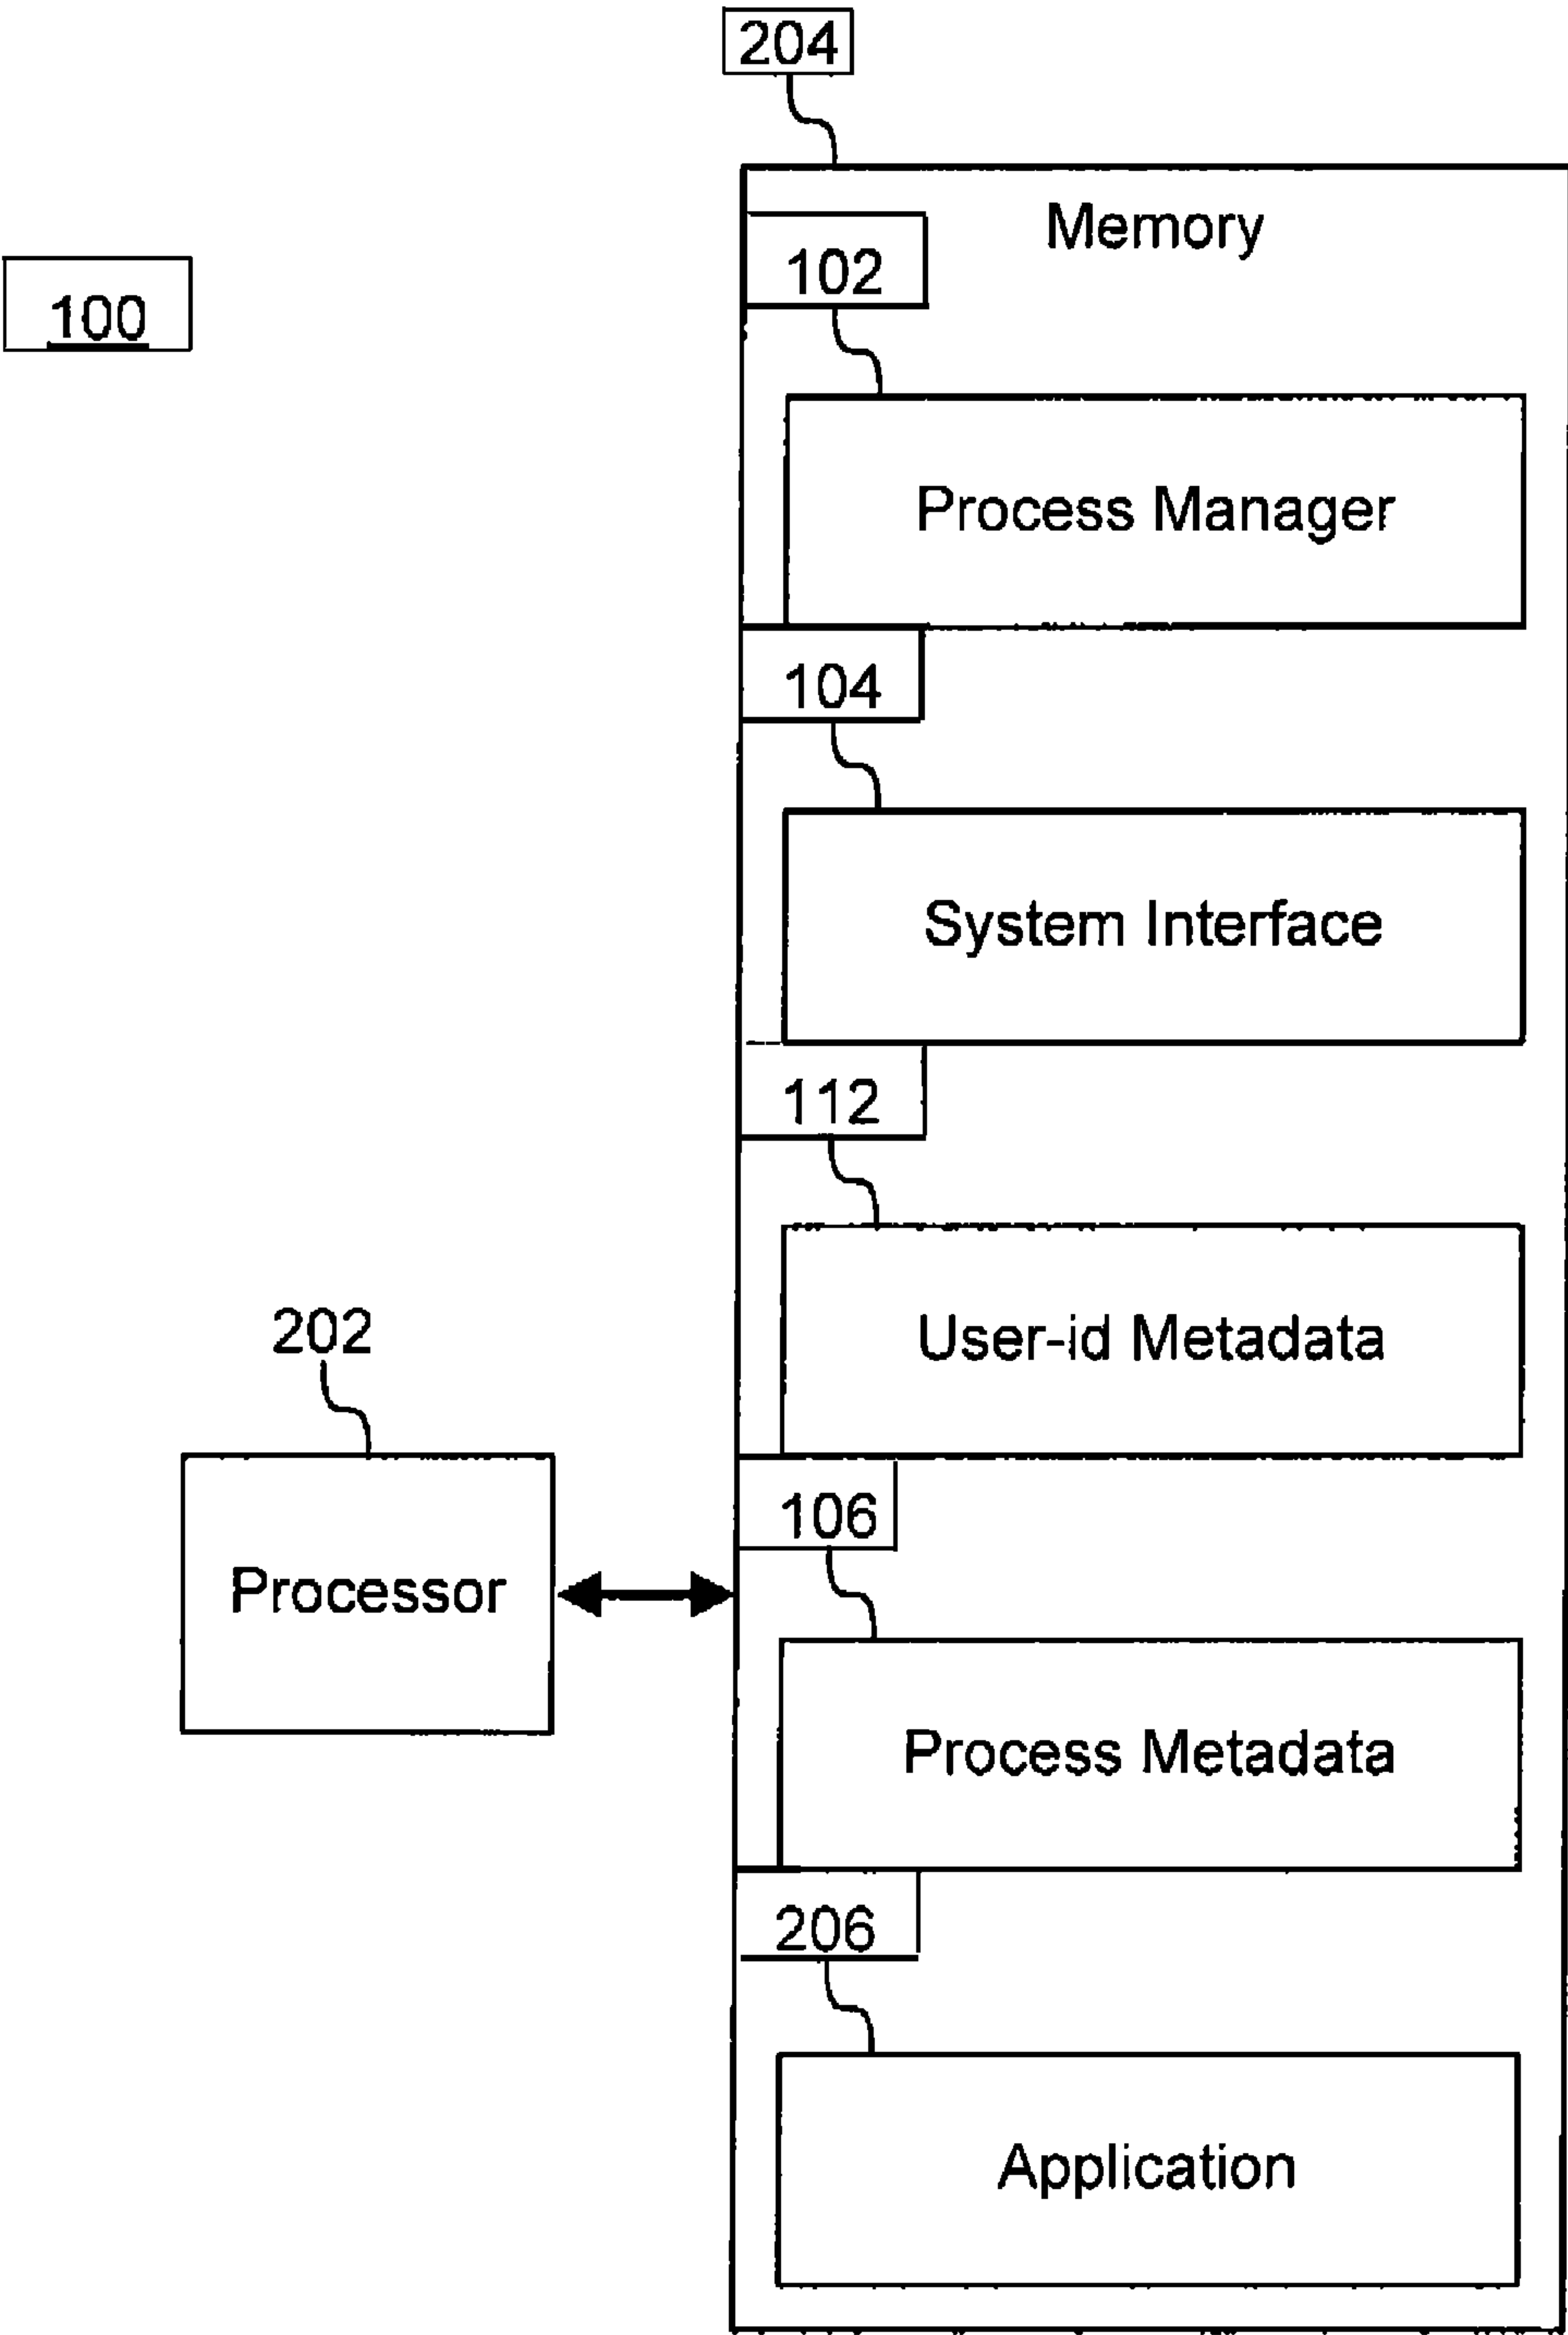 204
Memory
102
100
Process Manager
104
System Interface
112
User-id Metadata
202
106
Processor
Process Metadata
206
Application